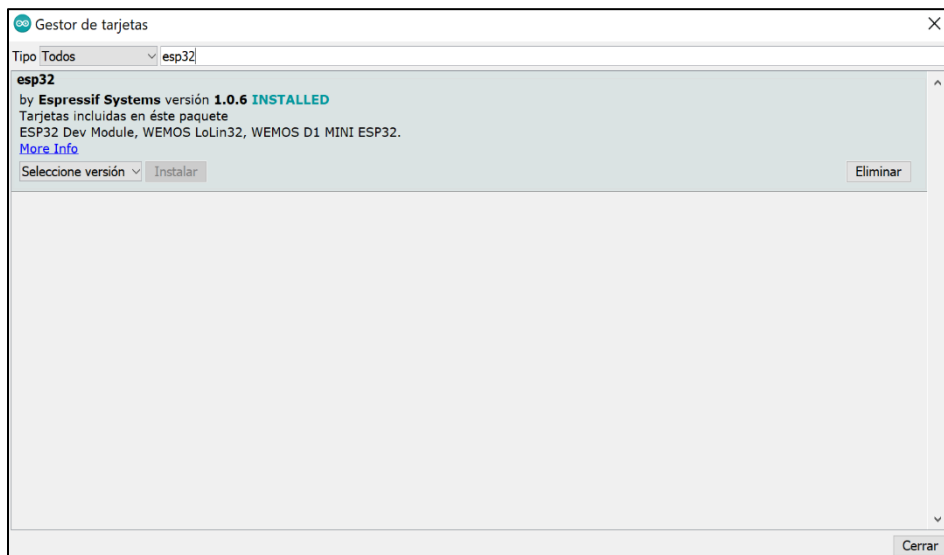 Gestor de tarjetas
Tipo Todos esp32
esp32
by Espressif Systems versión 1.0.6 INSTALLED
Tarjetas incluidas en éste paquete
ESP32 Dev Module, WEMOS LoLin32, WEMOS D1 MINI ESP32.
More Info
Seleccione versión Instalar Eliminar
Cerrar